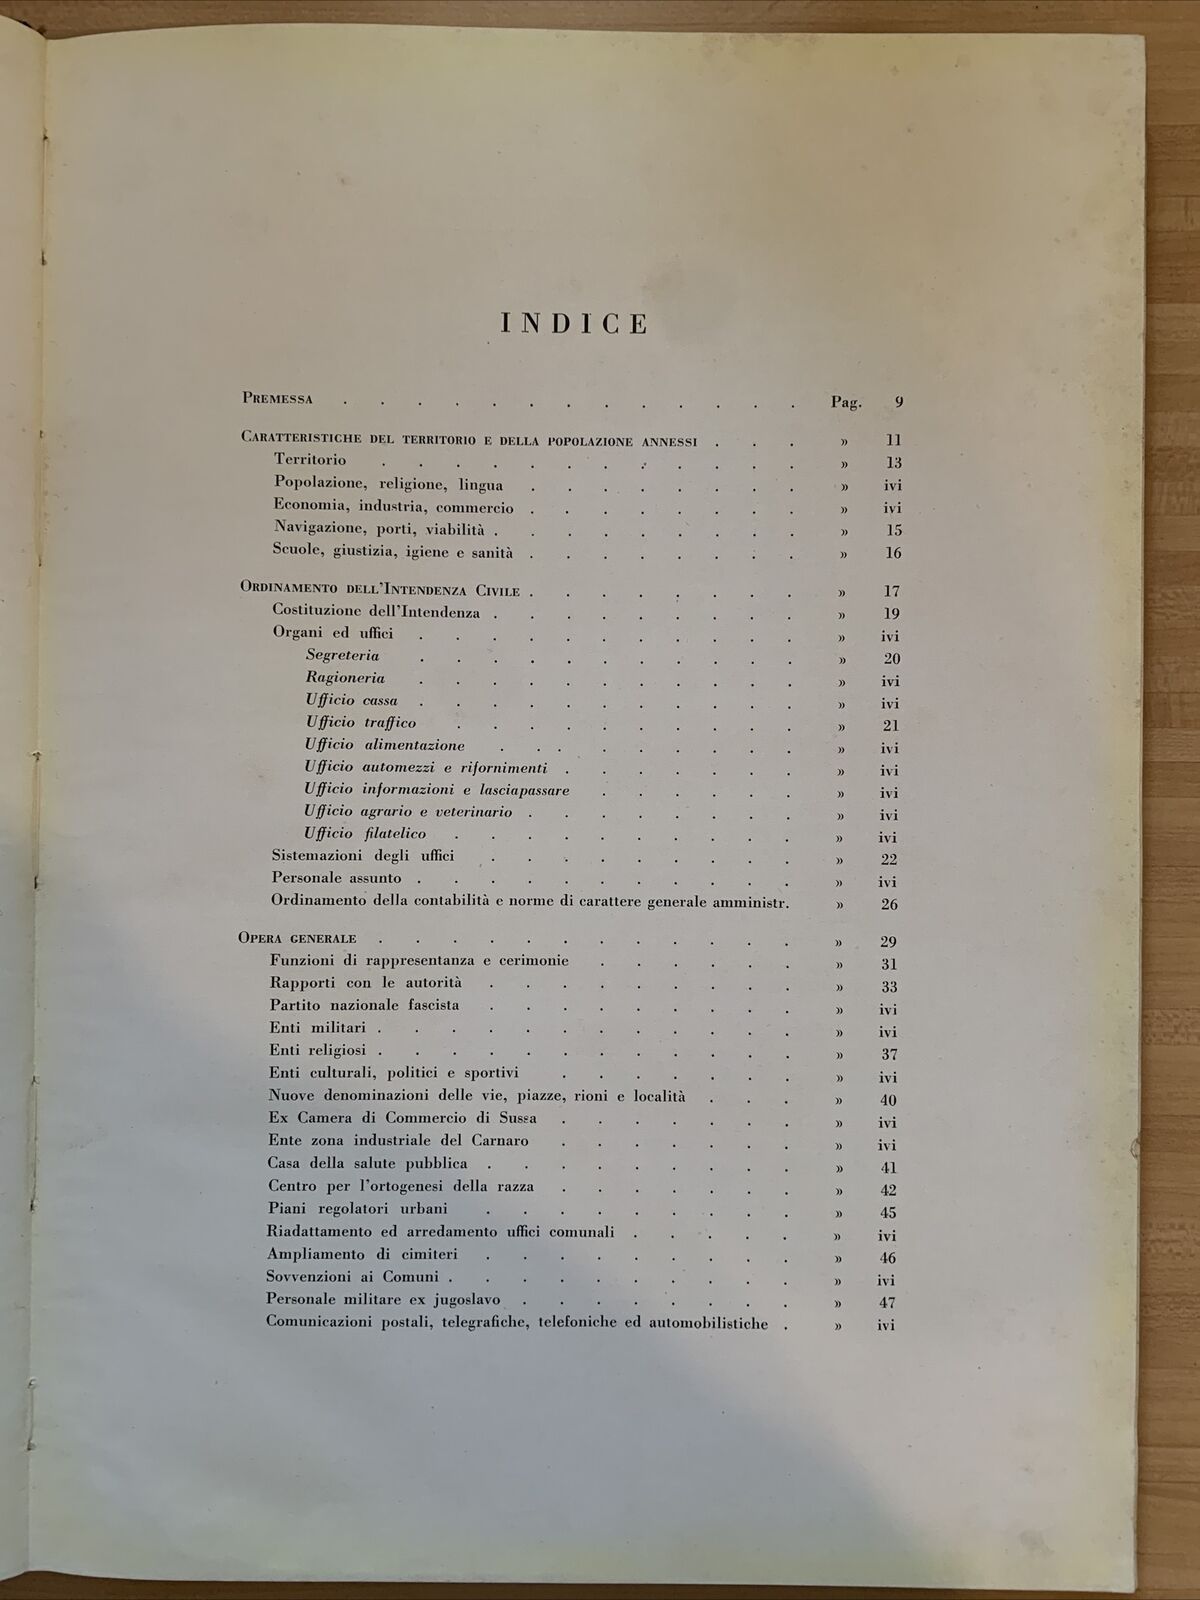 INDICE
PREMESSA . . . . . . . . . . . . . Pag. 9
CARATTERISTICHE DEL TERRITORIO E DELLA POPOLAZIONE ANNESSI . . . » 11
Territorio . . . . . . . . . . . . » 13
Popolazione, religione, lingua . . . . . . . . » ivi
Economia, industria, commercio . . . . . . . . » ivi
Navigazione, porti, viabilità . . . . . . . . . » 15
Scuole, giustizia, igiene e sanità . . . . . . . . » 16
ORDINAMENTO DELL'INTENDENZA CIVILE . . . . . . . . » 17
Costituzione dell'Intendenza . . . . . . . . . » 19
Organi ed uffici . . . . . . . . . . . » ivi
Segreteria . . . . . . . . . . . » 20
Ragioneria . . . . . . . . . . . » ivi
Ufficio cassa . . . . . . . . . . . » ivi
Ufficio traffico . . . . . . . . . . » 21
Ufficio alimentazione . . . . . . . . . » ivi
Ufficio automezzi e rifornimenti . . . . . . . » ivi
Ufficio informazioni e lasciapassare . . . . . . » ivi
Ufficio agrario e veterinario . . . . . . . . » ivi
Ufficio filatelico . . . . . . . . . . » ivi
Sistemazioni degli uffici . . . . . . . . . » 22
Personale assunto . . . . . . . . . . . » ivi
Ordinamento della contabilità e norme di carattere generale amministr. » 26
OPERA GENERALE . . . . . . . . . . . . » 29
Funzioni di rappresentanza e cerimonie . . . . . . » 31
Rapporti con le autorità . . . . . . . . . » 33
Partito nazionale fascista . . . . . . . . . » ivi
Enti militari . . . . . . . . . . . . » ivi
Enti religiosi . . . . . . . . . . . . » 37
Enti culturali, politici e sportivi . . . . . . . » ivi
Nuove denominazioni delle vie, piazze, rioni e località . . . » 40
Ex Camera di Commercio di Sussa . . . . . . . » ivi
Ente zona industriale del Carnaro . . . . . . . » ivi
Casa della salute pubblica . . . . . . . . . » 41
Centro per l'ortogenesi della razza . . . . . . . » 42
Piani regolatori urbani . . . . . . . . . » 45
Riadattamento ed arredamento uffici comunali . . . . . » ivi
Ampliamento di cimiteri . . . . . . . . . » 46
Sovvenzioni ai Comuni . . . . . . . . . . » ivi
Personale militare ex jugoslavo . . . . . . . . » 47
Comunicazioni postali, telegrafiche, telefoniche ed automobilistiche . » ivi